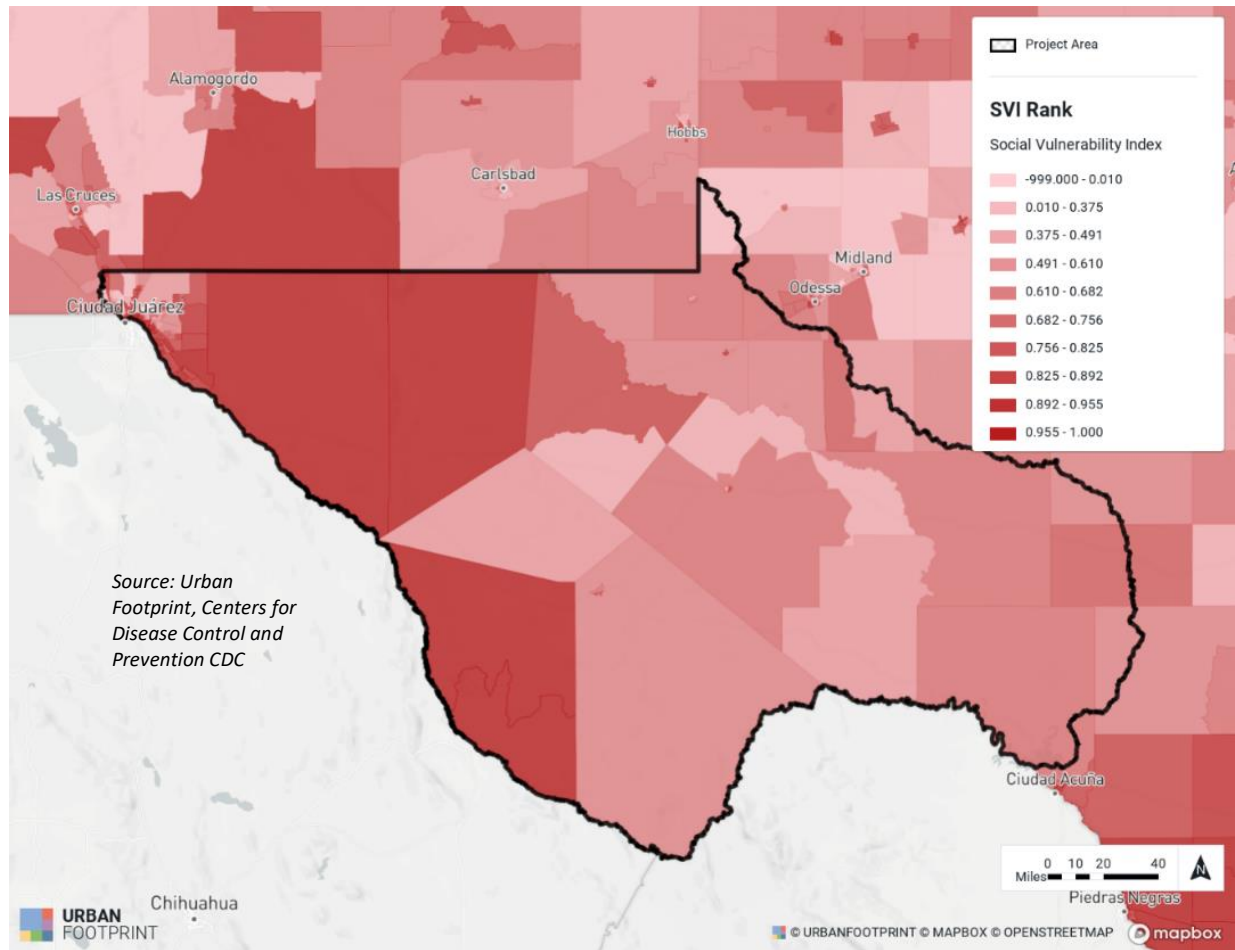 Alamogordo
Hobbs
Carlsbad
Las Cruces
Midland
Odessa
Ciudad Juárez
Project Area
SVI Rank
Social Vulnerability Index
-999.000 - 0.010
0.010 - 0.375
0.375 - 0.491
0.491 - 0.610
0.610 - 0.682
0.682 - 0.756
0.756 - 0.825
0.825 - 0.892
0.892 - 0.955
0.955 - 1.000
Source: Urban
Footprint, Centers for
Disease Control and
Prevention CDC
Ciudad Acuña
0 10 20 40
Miles
N
Piedras Negras
Chihuahua
URBAN
FOOTPRINT
© URBANFOOTPRINT © MAPBOX © OPENSTREETMAP
mapbox